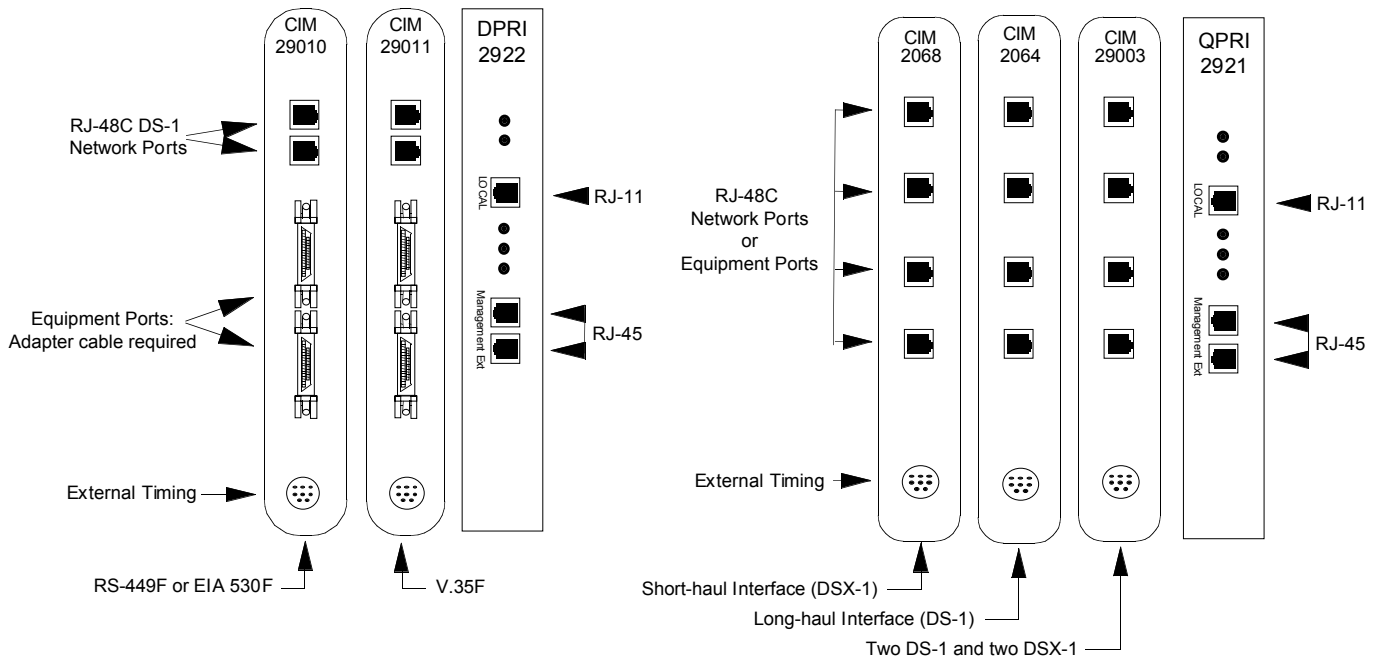 CIM
29010
CIM
29011
DPRI
2922
RJ-48C DS-1
Network Ports
LOCAL
RJ-11
Management Ext
RJ-45
Equipment Ports:
Adapter cable required
External Timing
RS-449F or EIA 530F
V.35F
CIM
2068
CIM
2064
CIM
29003
QPRI
2921
RJ-48C
Network Ports
or
Equipment Ports
LOCAL
RJ-11
Management Ext
RJ-45
External Timing
Short-haul Interface (DSX-1)
Long-haul Interface (DS-1)
Two DS-1 and two DSX-1